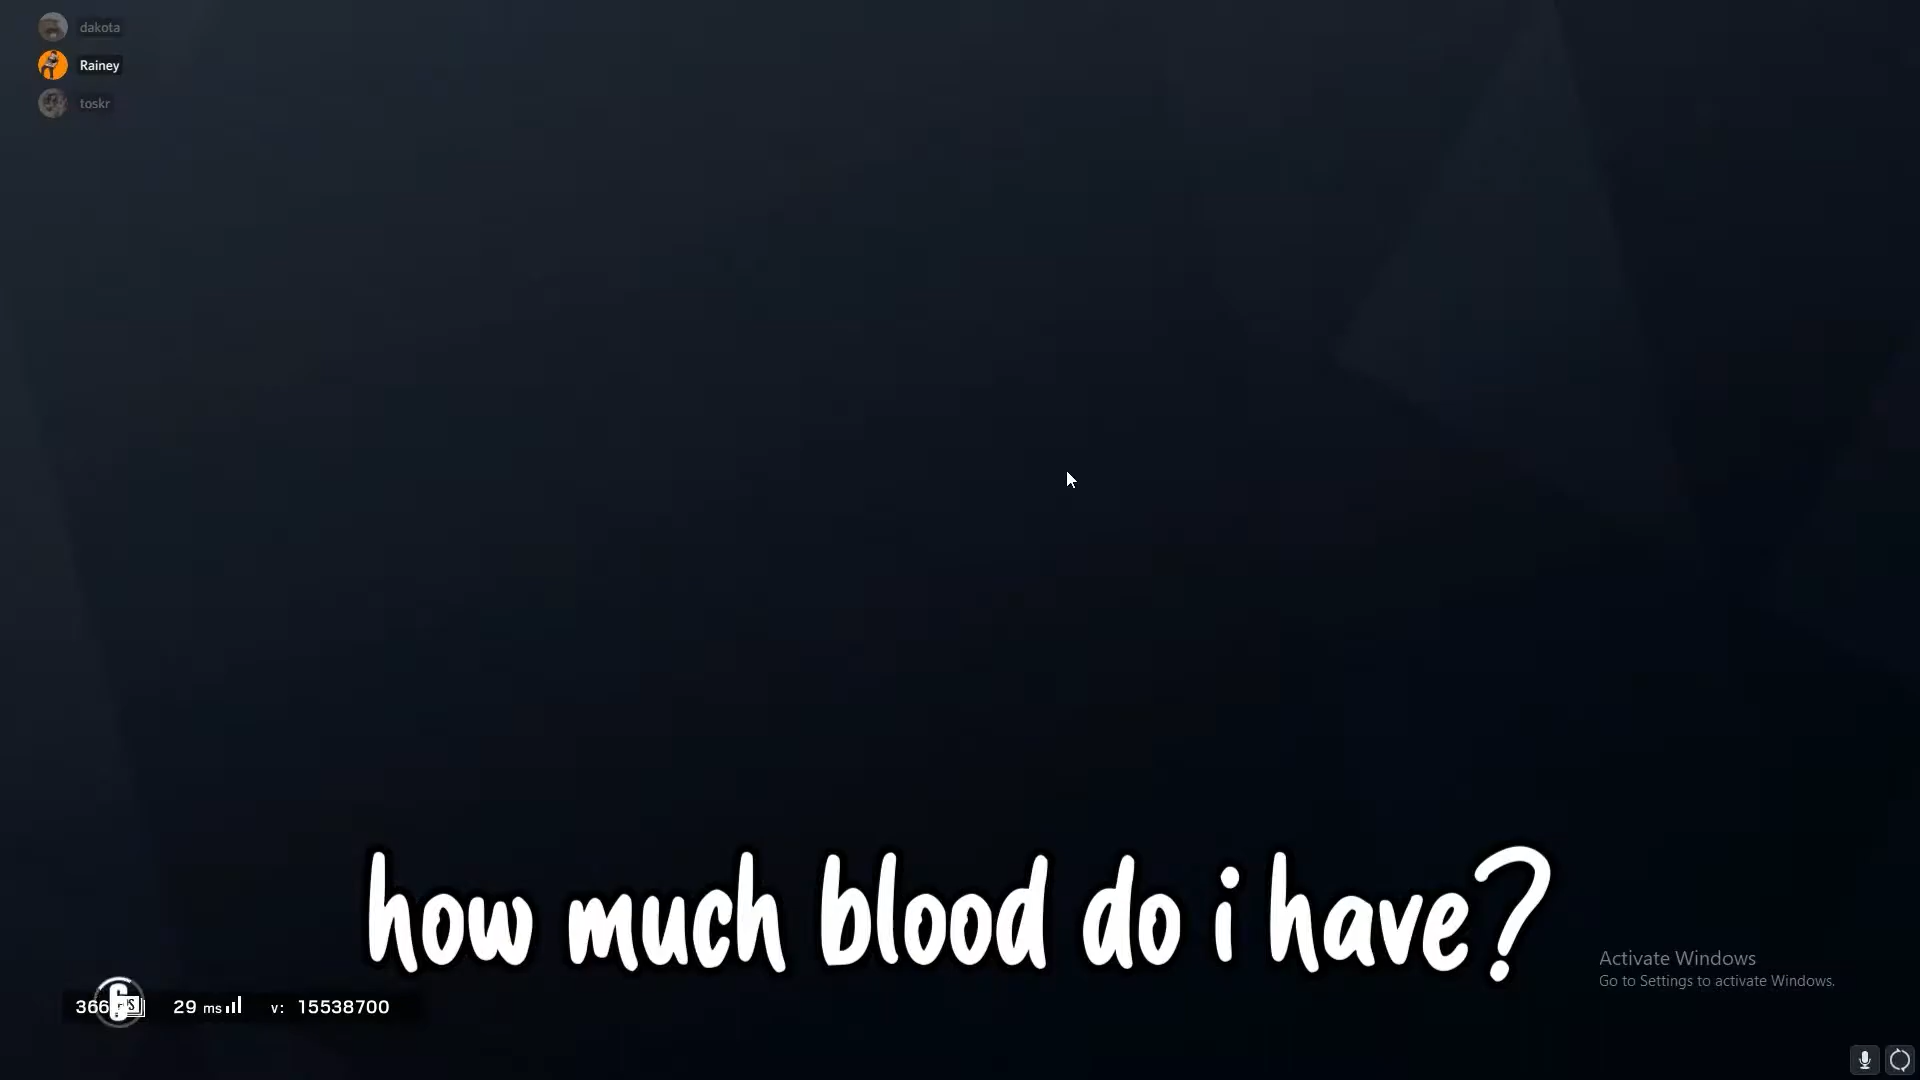 dakota
Rainey
toskr
how much blood do i have?
Activate Windows
Go to Settings to activate Windows.
366
29 ms v: 15538700